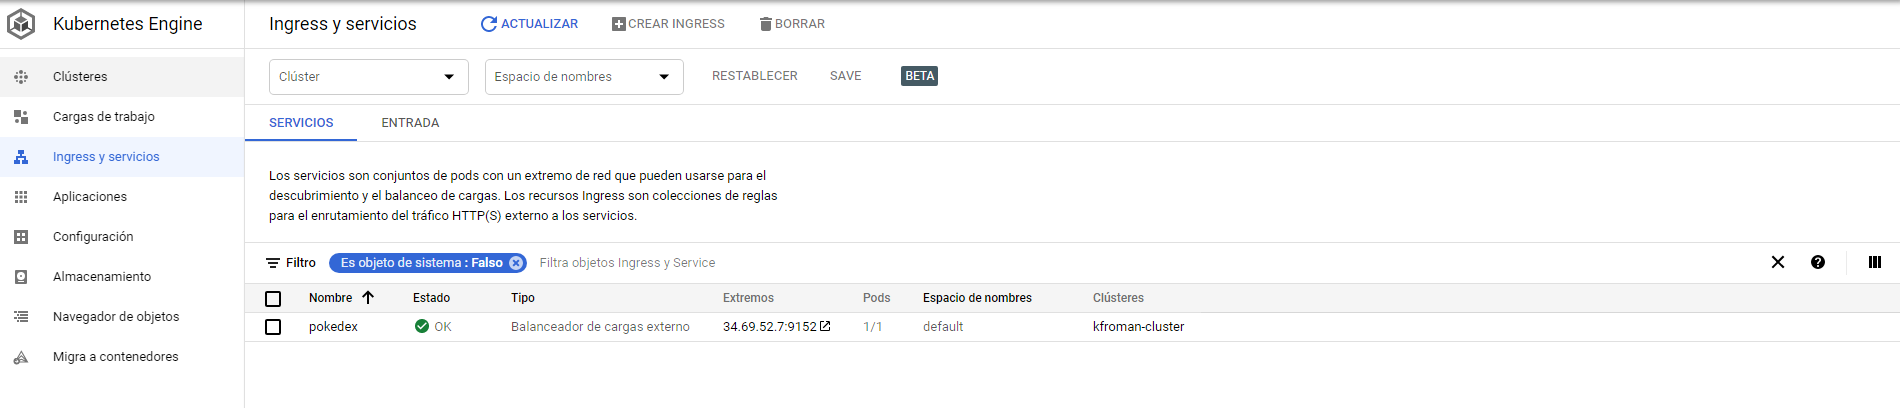 Kubernetes Engine
Ingress y servicios
ACTUALIZAR
CREAR INGRESS
BORRAR
Clústeres
Cargas de trabajo
Ingress y servicios
Aplicaciones
Configuración
Almacenamiento
Navegador de objetos
Migra a contenedores
Clúster
Espacio de nombres
RESTABLECER
SAVE
BETA
SERVICIOS
ENTRADA
Los servicios son conjuntos de pods con un extremo de red que pueden usarse para el
descubrimiento y el balanceo de cargas. Los recursos Ingress son colecciones de reglas
para el enrutamiento del tráfico HTTP(S) externo a los servicios.
Filtro Es objeto de sistema : Falso Filtra objetos Ingress y Service
Nombre Estado Tipo Extremos Pods Espacio de nombres Clústeres
pokedex OK Balanceador de cargas externo 34.69.52.7:9152 1/1 default kfroman-cluster